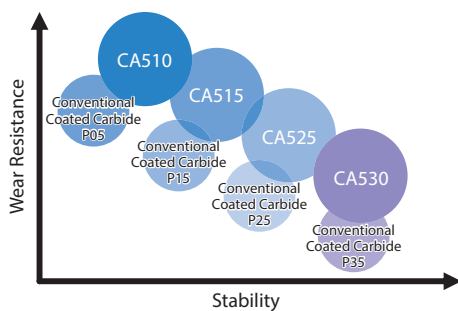 Wear Resistance
CA510
CA515
CA525
CA530
Conventional
Coated Carbide
P05
Conventional
Coated Carbide
P15
Conventional
Coated Carbide
P25
Conventional
Coated Carbide
P35
Stability